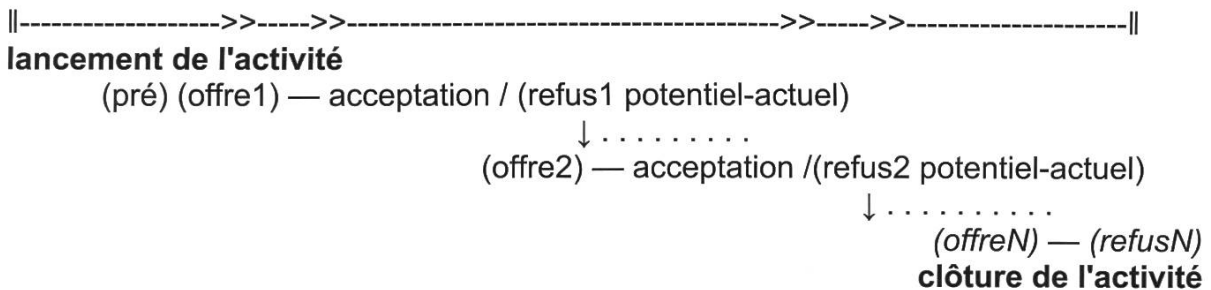 ||------------------->>----->>----------------------------------------->>----->>---------------------||
lancement de l'activité
(pré) (offre1) — acceptation / (refus1 potentiel-actuel)
↓ . . . . . . . . .
(offre2) — acceptation /(refus2 potentiel-actuel)
↓ . . . . . . . . . .
(offreN) — (refusN)
clôture de l'activité